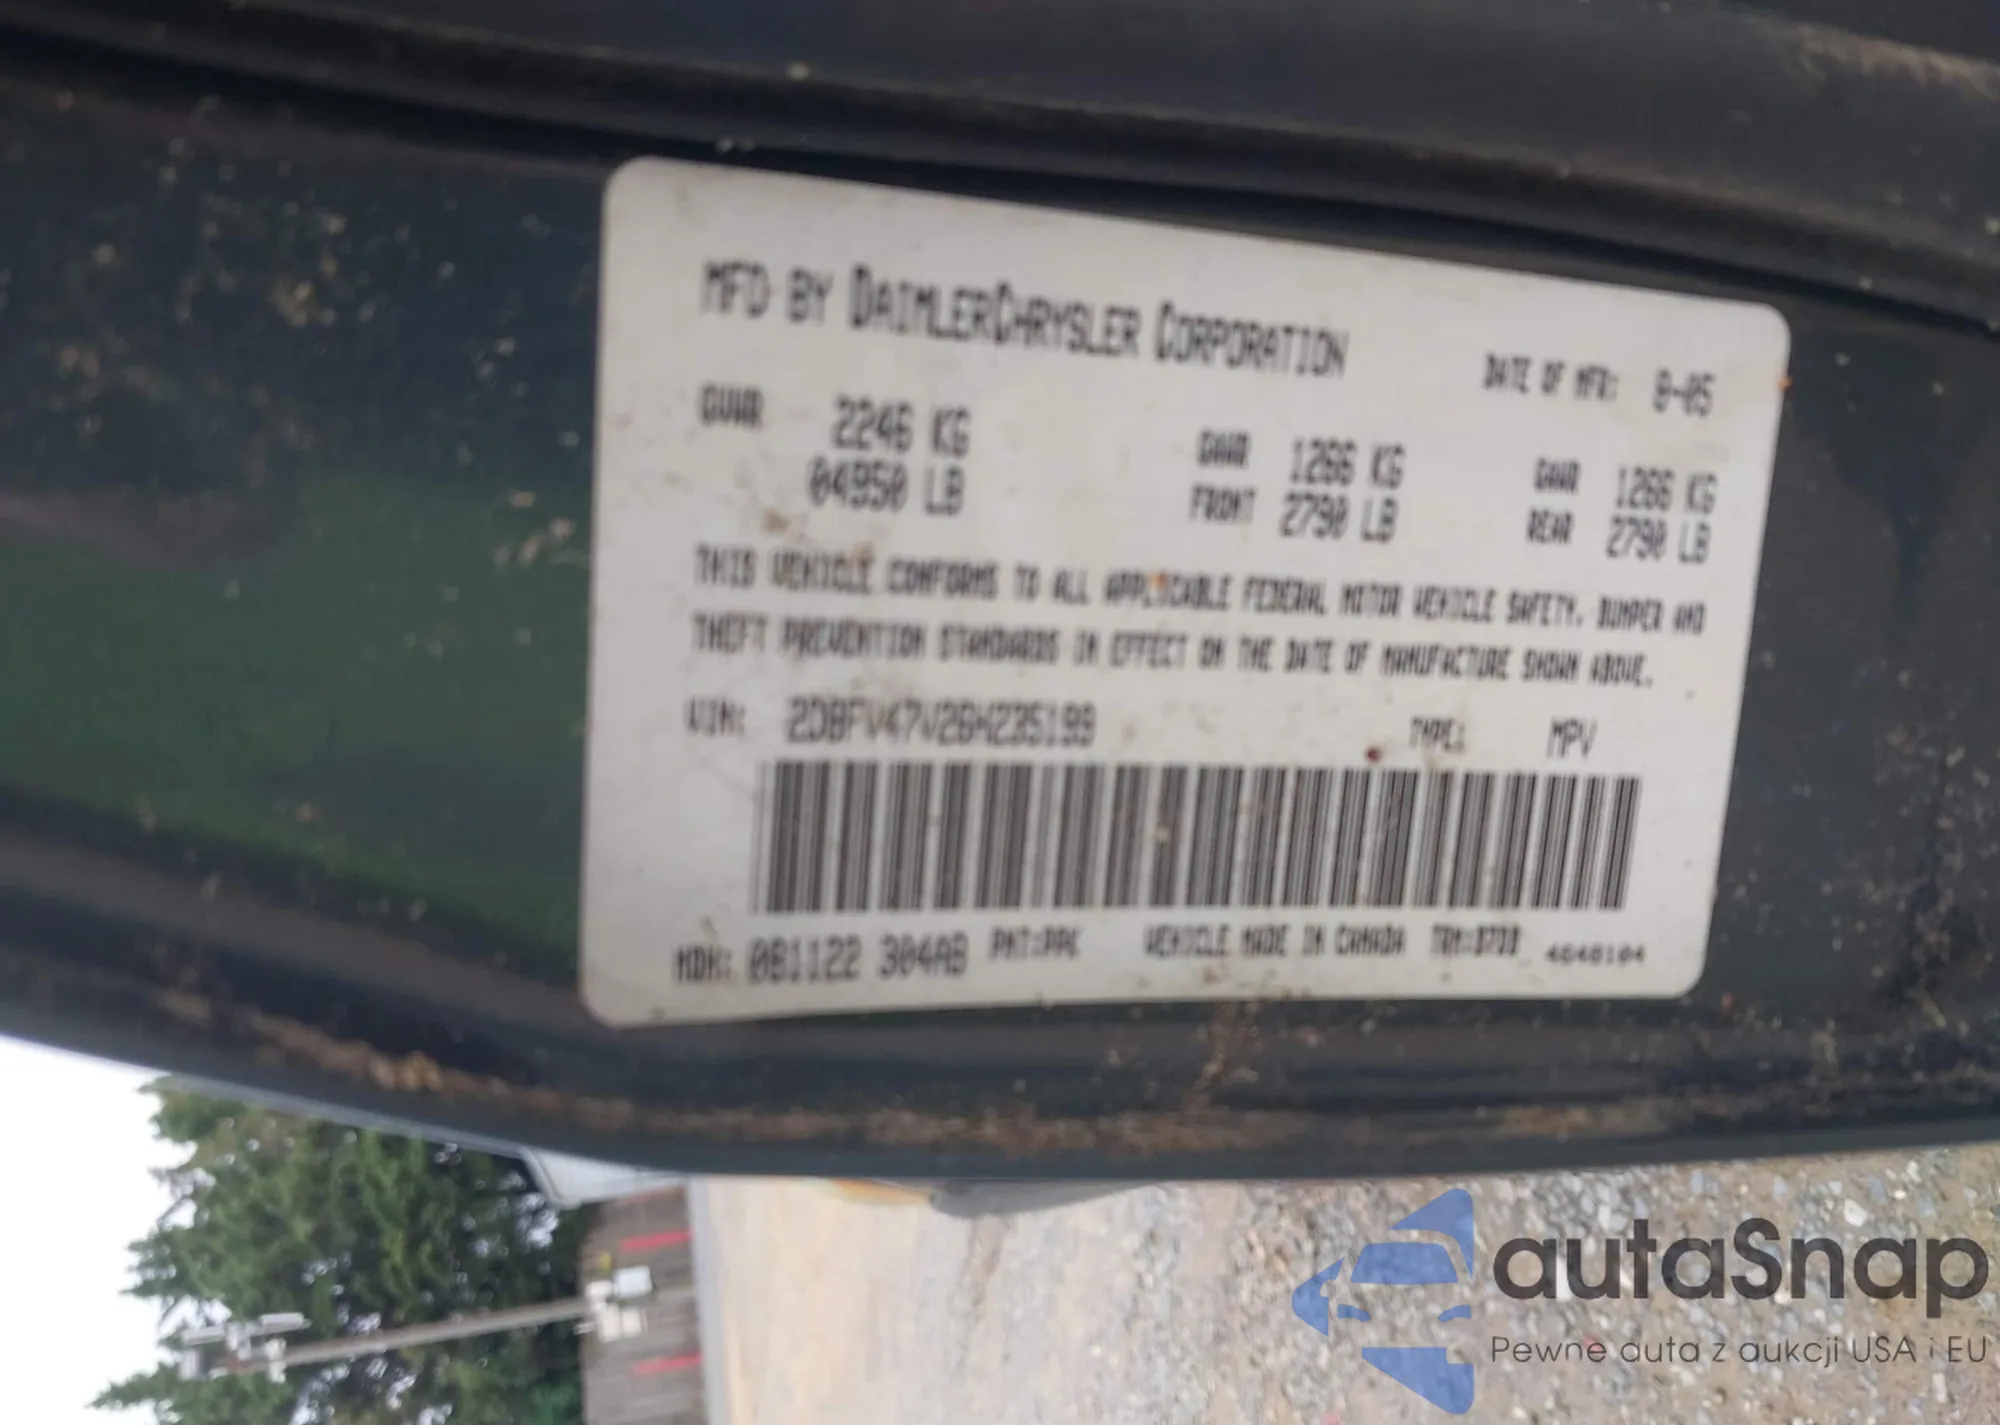 MFD BY DAIMLERCHRYSLER CORPORATION
DATE OF MFR: 8-05
GVWR 2246 KG
04950 LB
GAWR FRONT 1266 KG
2790 LB
GAWR REAR 1266 KG
2790 LB
THIS VEHICLE CONFORMS TO ALL APPLICABLE FEDERAL MOTOR VEHICLE SAFETY, BUMPER AND
THEFT PREVENTION STANDARDS IN EFFECT ON THE DATE OF MANUFACTURE SHOWN ABOVE.
VIN: TYPE: MPV
MDH: 081122 304AB VEHICLE MADE IN CANADA
autaSnap
Pewne auta z aukcji USA i EU